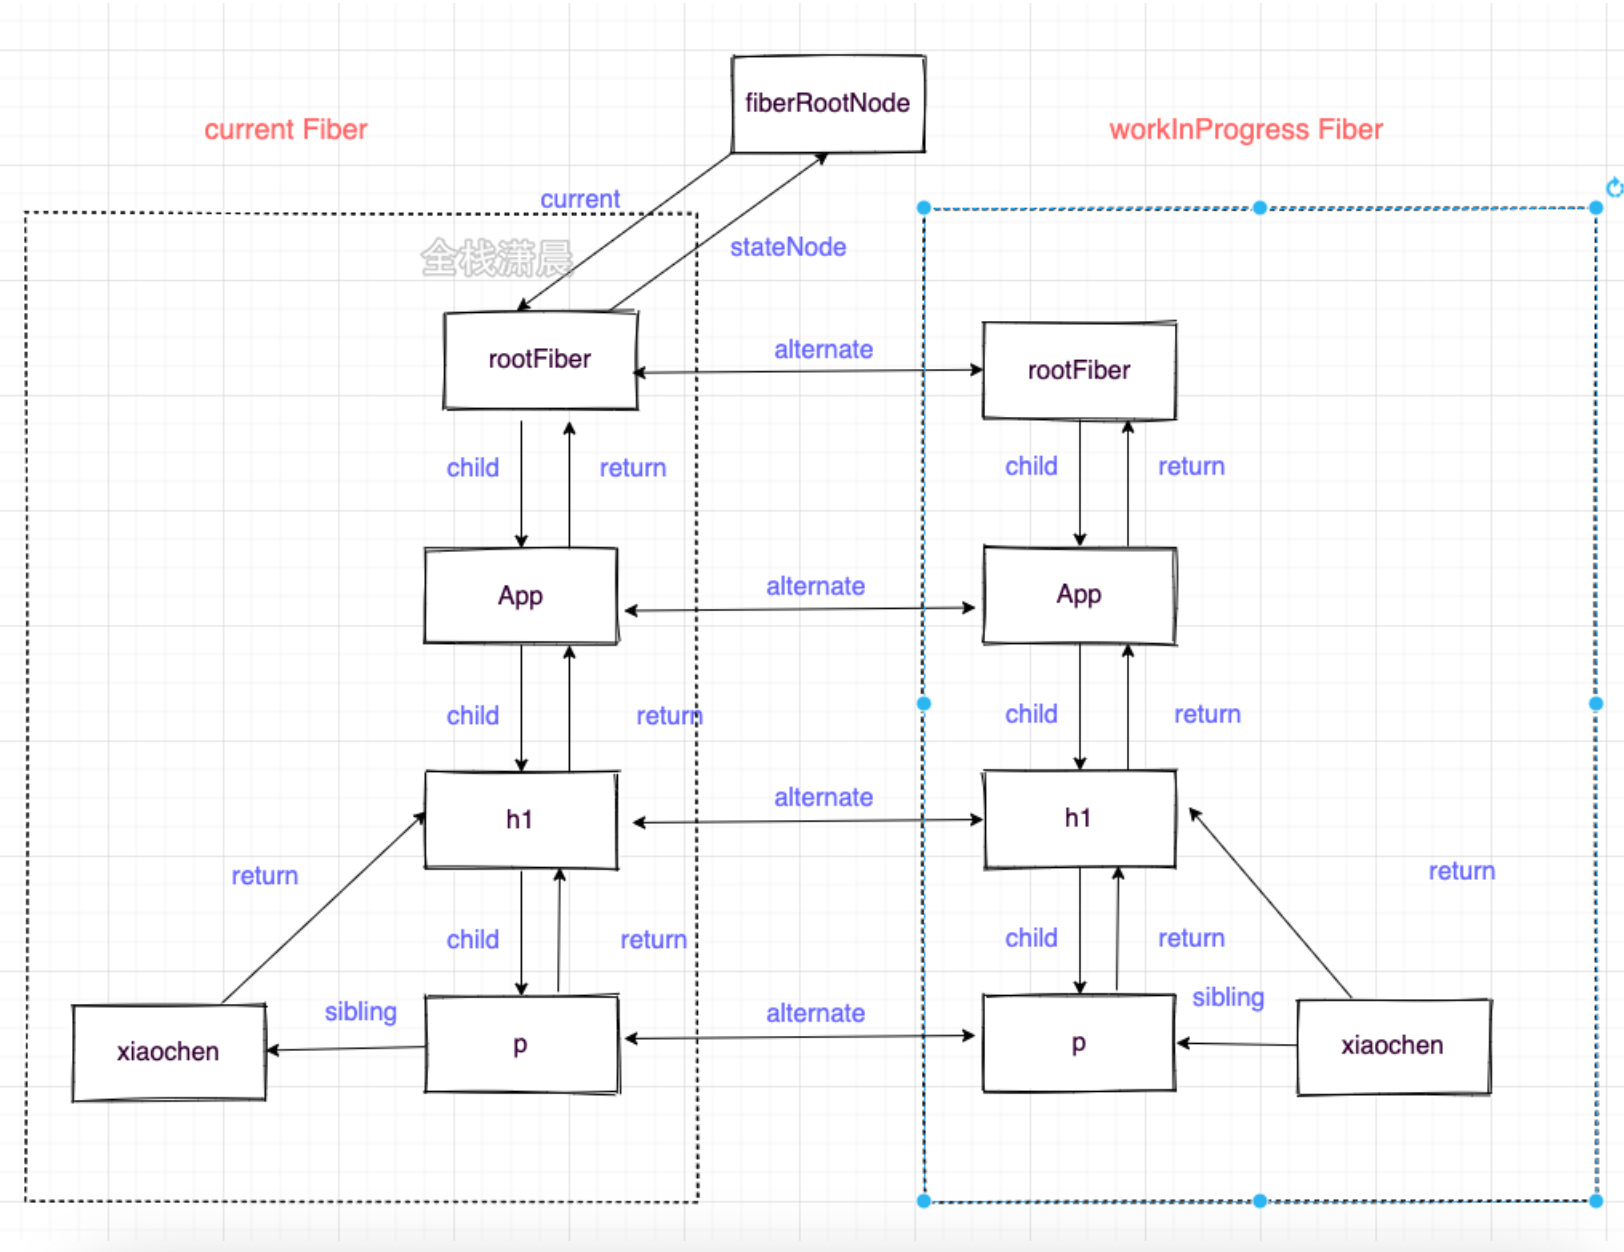 fiberRootNode
current Fiber
workInProgress Fiber
current
stateNode
全栈潇晨
rootFiber
alternate
rootFiber
child
return
child
return
App
alternate
App
child
return
child
return
h1
alternate
h1
return
return
child
return
child
return
xiaochen
sibling
p
alternate
p
sibling
xiaochen